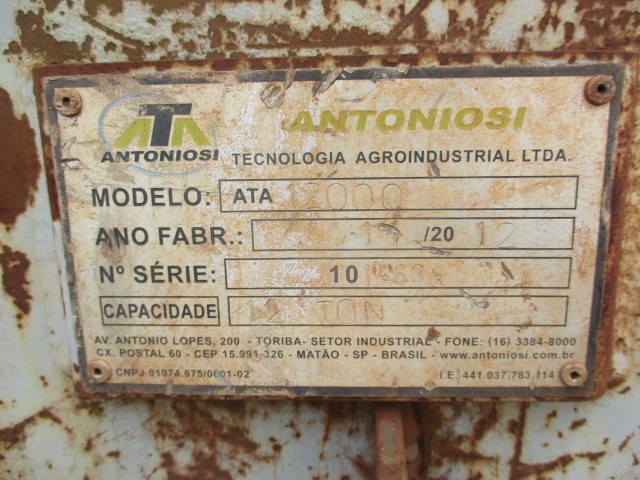 ATA ANTONIOSI
ANTONIOSI TECNOLOGIA AGROINDUSTRIAL LTDA.
MODELO: ATA 12000
ANO FABR.: /20 12
Nº SÉRIE: 10
CAPACIDADE 12 TON
AV. ANTONIO LOPES, 200 - TORIBA- SETOR INDUSTRIAL - FONE: (16) 3384-8000
CX. POSTAL 60 - CEP 15.991-326 - MATÃO - SP - BRASIL - www.antoniosi.com.br
CNPJ 01974.675/0001-02 I.E. 441.037.783.114